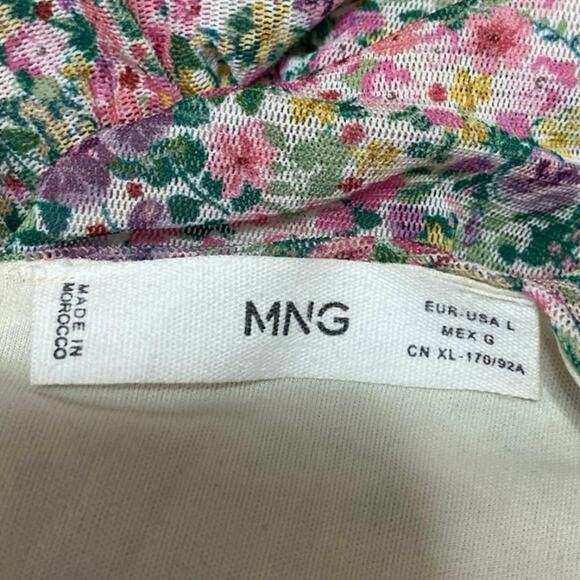 MADE IN
MOROCCO
MNG
EUR-USA L
MEX G
CN XL-170/92A